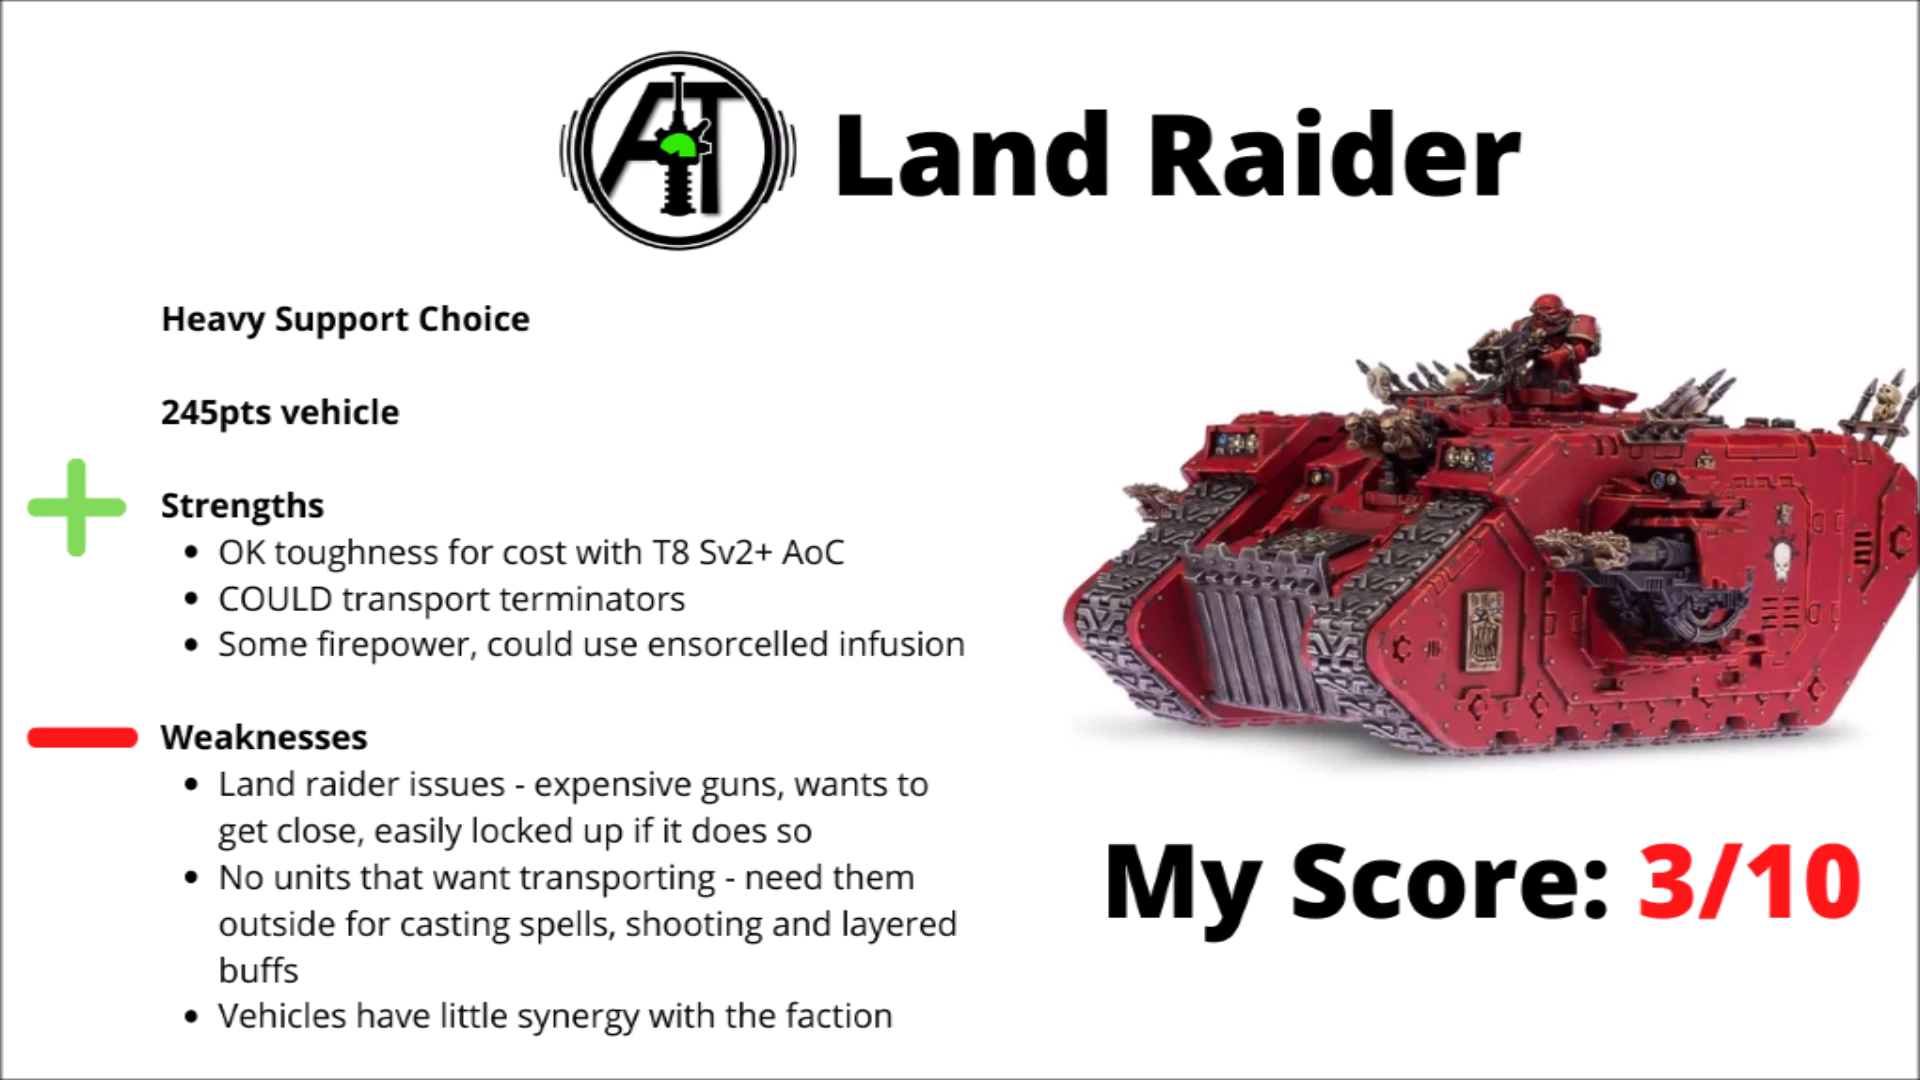 AT
Land Raider
Heavy Support Choice
245pts vehicle
Strengths
OK toughness for cost with T8 Sv2+ AoC
COULD transport terminators
Some firepower, could use ensorcelled infusion
Weaknesses
Land raider issues - expensive guns, wants to
get close, easily locked up if it does so
No units that want transporting - need them
outside for casting spells, shooting and layered
buffs
Vehicles have little synergy with the faction
My Score: 3/10